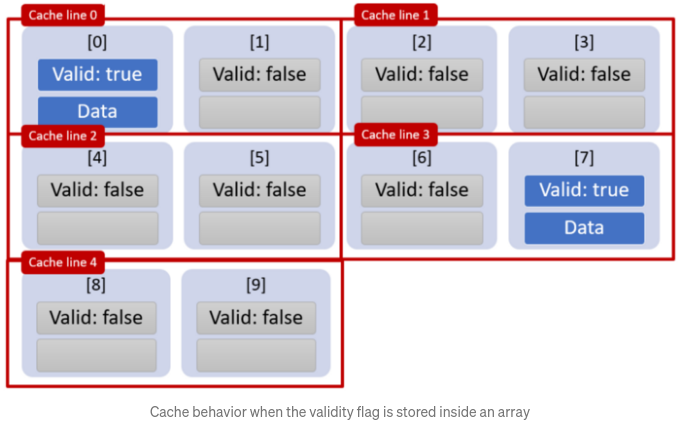 Cache line 0
Cache line 1
[0]
[1]
[2]
[3]
Valid: true
Valid: false
Valid: false
Valid: false
Data
Cache line 2
Cache line 3
[4]
[5]
[6]
[7]
Valid: false
Valid: false
Valid: false
Valid: true
Data
Cache line 4
[8]
[9]
Valid: false
Valid: false
Cache behavior when the validity flag is stored inside an array